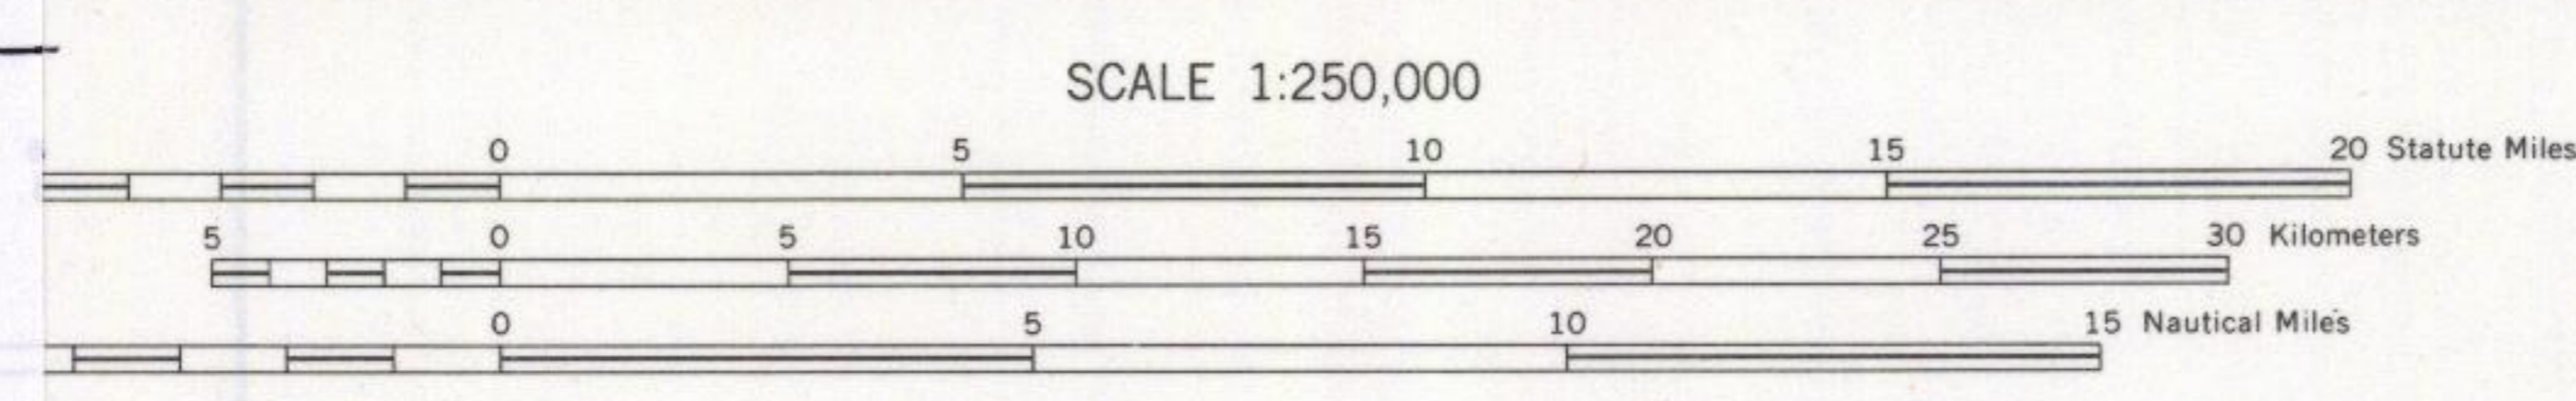 SCALE 1:250,000
0 5 10 15 20 Statute Miles
5 0 5 10 15 20 25 30 Kilometers
0 5 10 15 Nautical Miles